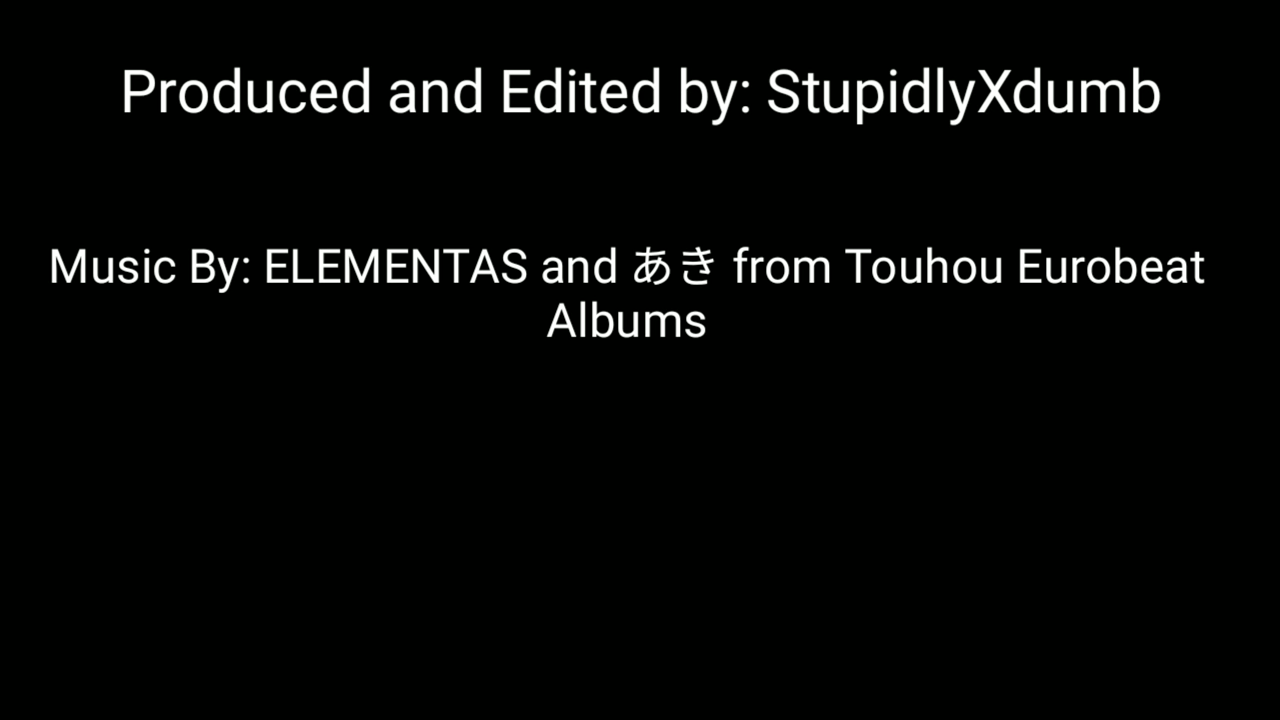 Produced and Edited by: StupidlyXdumb
Music By: ELEMENTAS and あき from Touhou Eurobeat
Albums